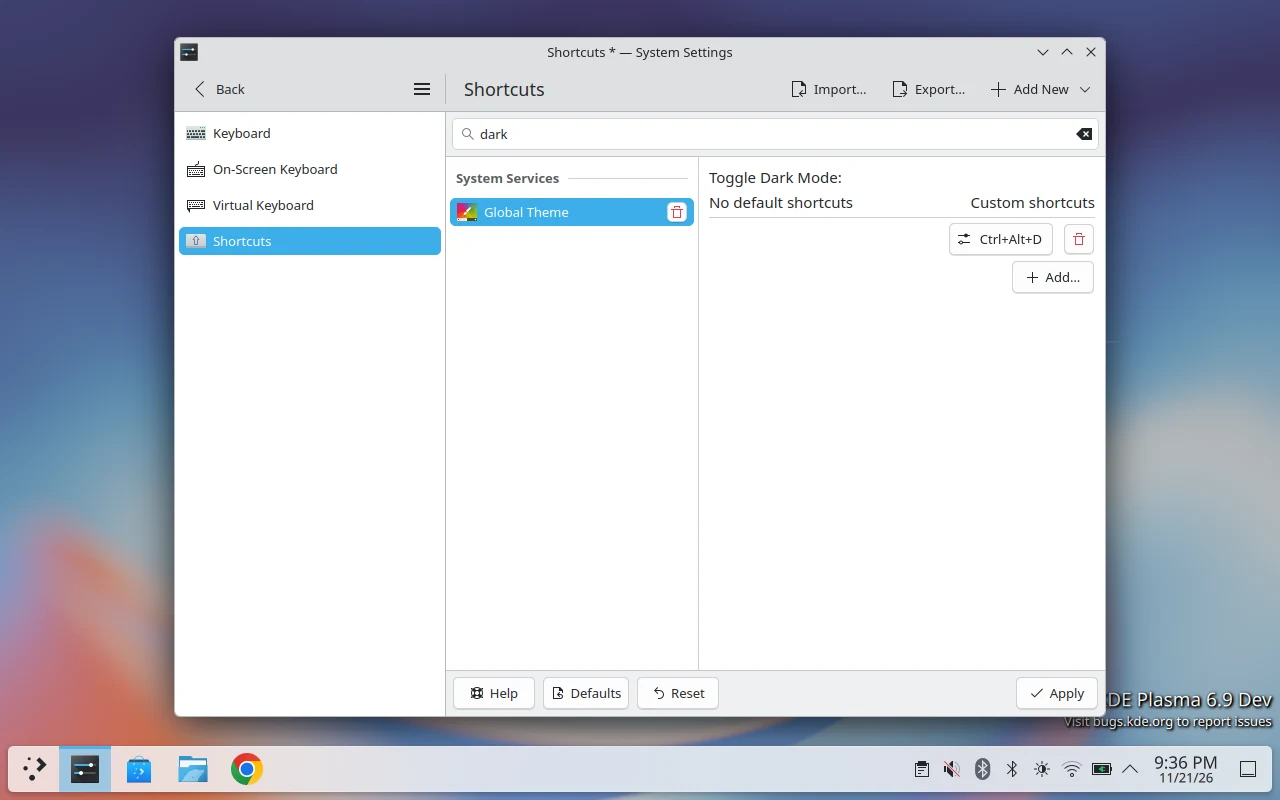 Shortcuts * — System Settings
Back
Shortcuts
Import...
Export...
Add New
Keyboard
On-Screen Keyboard
Virtual Keyboard
Shortcuts
dark
System Services
Global Theme
Toggle Dark Mode:
No default shortcuts
Custom shortcuts
Ctrl+Alt+D
Add...
Help
Defaults
Reset
Apply
DE Plasma 6.9 Dev
Visit bugs.kde.org to report issues
9:36 PM
11/21/26